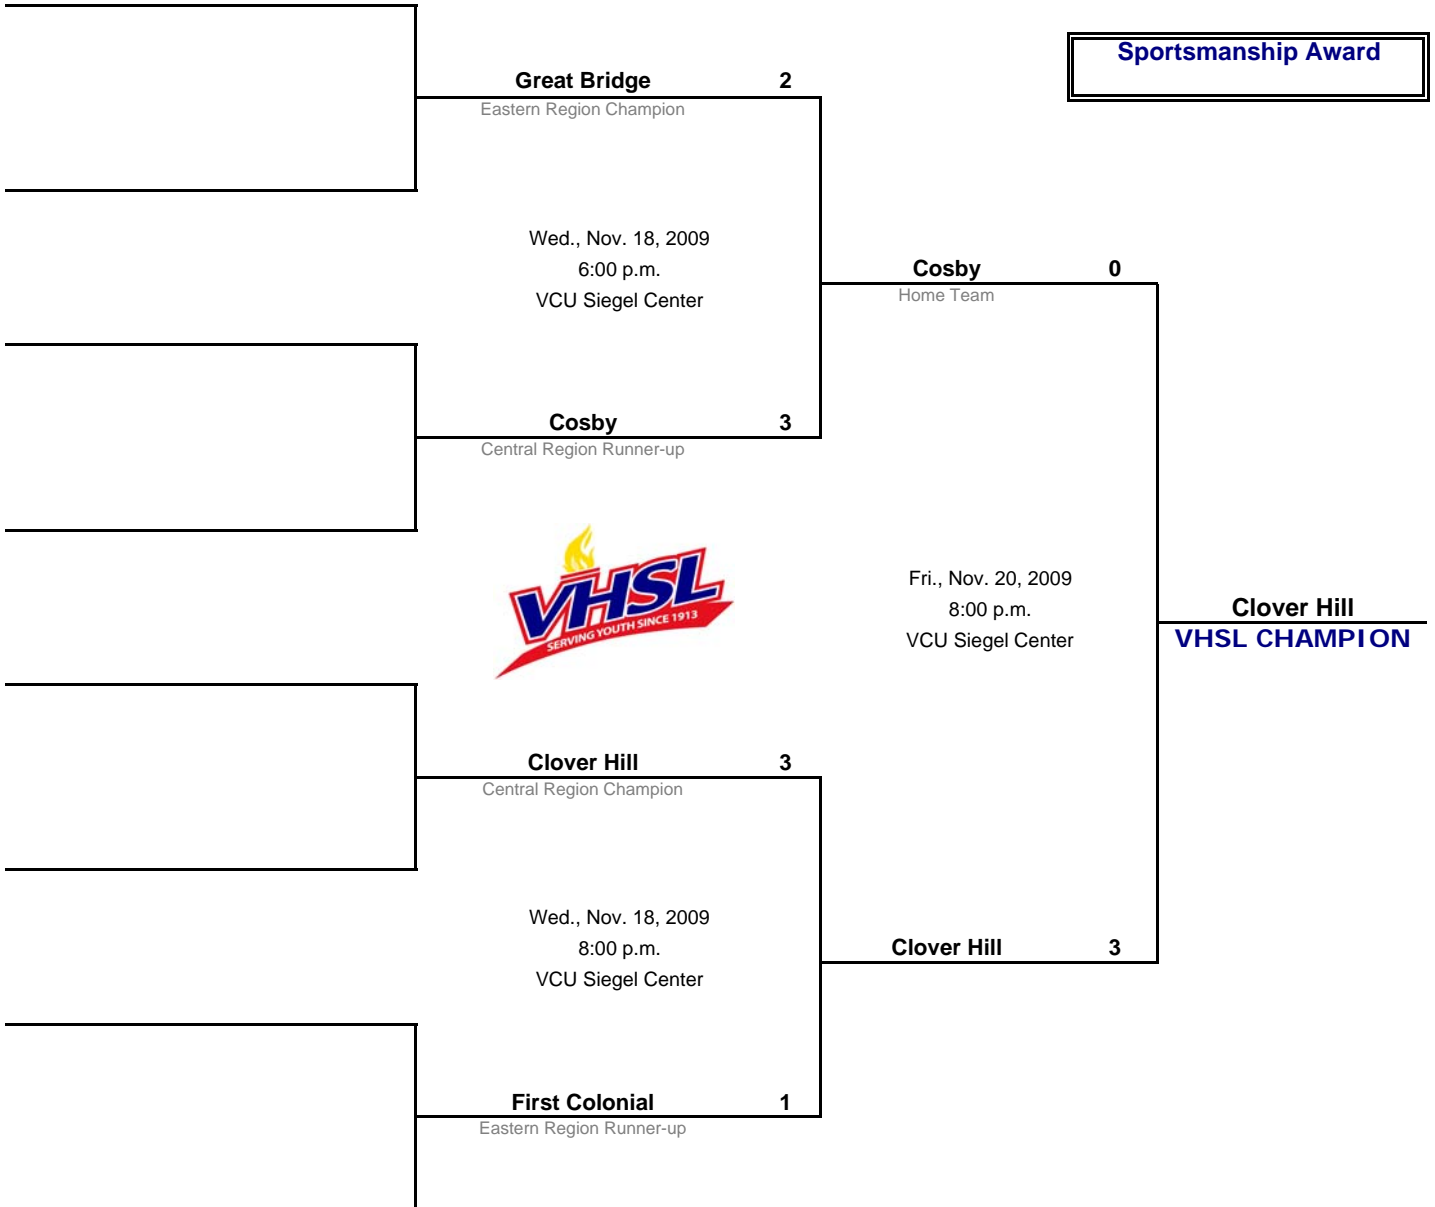 Sportsmanship Award
Great Bridge 2
Eastern Region Champion
Wed., Nov. 18, 2009
6:00 p.m.
VCU Siegel Center
Cosby 0
Home Team
Cosby 3
Central Region Runner-up
VHSL
SERVING YOUTH SINCE 1913
Fri., Nov. 20, 2009
8:00 p.m.
VCU Siegel Center
Clover Hill
VHSL CHAMPION
Clover Hill 3
Central Region Champion
Wed., Nov. 18, 2009
8:00 p.m.
VCU Siegel Center
Clover Hill 3
First Colonial 1
Eastern Region Runner-up